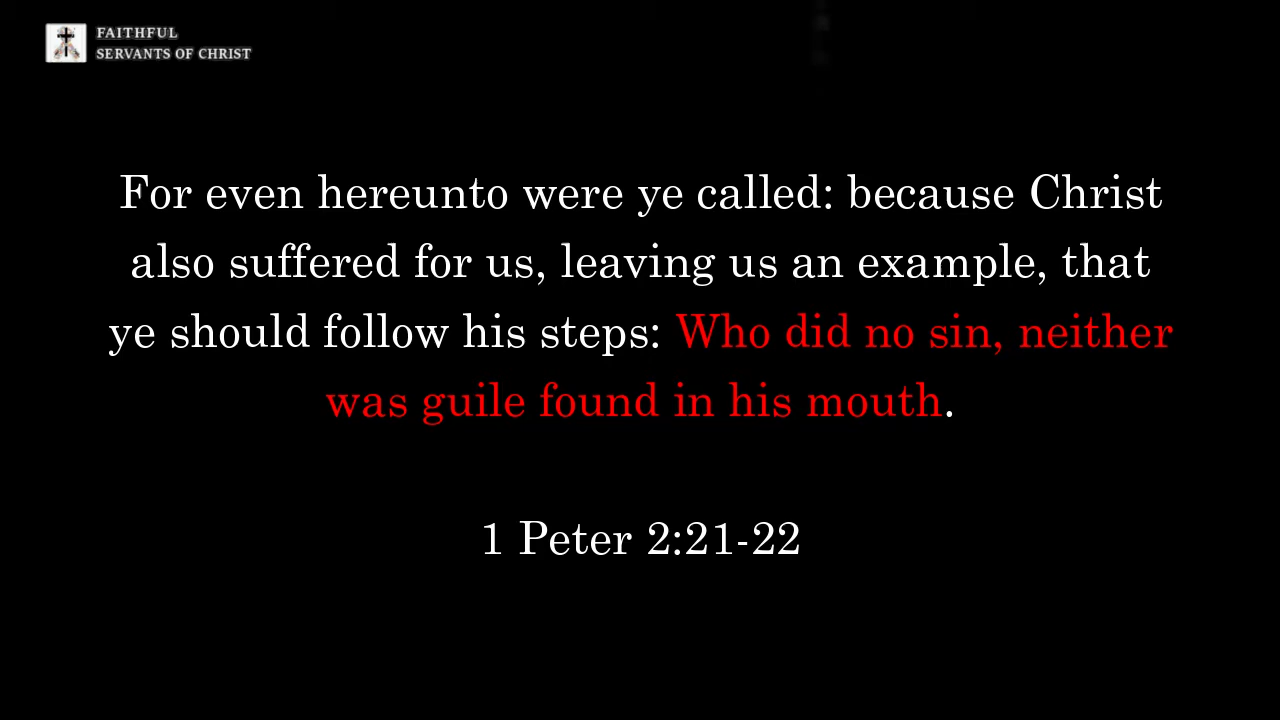 FAITHFUL
SERVANTS OF CHRIST
For even hereunto were ye called: because Christ
also suffered for us, leaving us an example, that
ye should follow his steps: Who did no sin, neither
was guile found in his mouth.
1 Peter 2:21-22